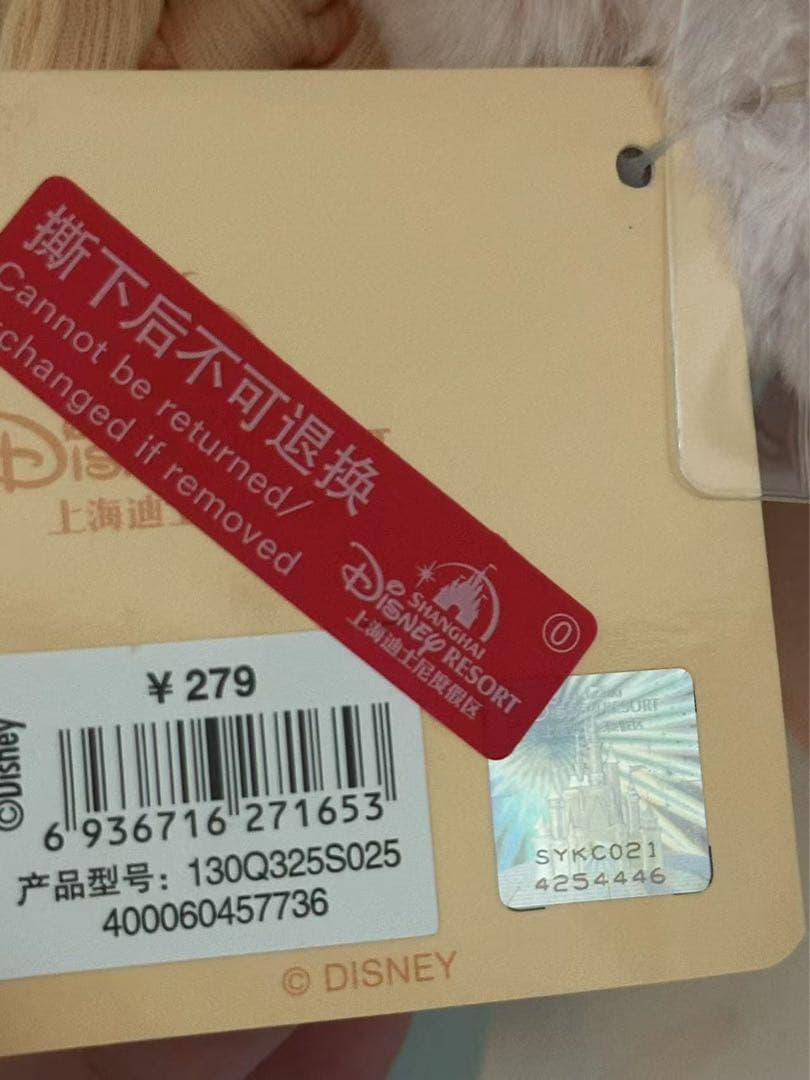 撕下后不可退换
Cannot be returned/
changed if removed
SHANGHAI
Disney RESORT
上海迪士尼度假区
0
Dis
上海迪士
¥ 279
©Disney
6 936716 271653
产品型号：130Q325S025
400060457736
RESORT
SYKC021
4254446
© DISNEY